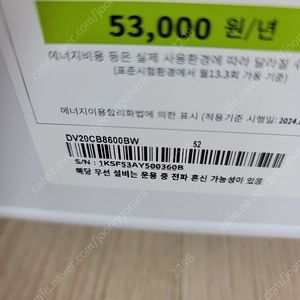 53,000 원/년
에너지비용 등은 실제 사용환경에 따라 달라질 수
(표준시험환경에서 월13.3회 가동 기준)
에너지이용합리화법에 의한 표시 (적용기준 시행일: 2024.
DV20CB8600BW 52
S/N : 1KSF53AY500360B
해당 무선 설비는 운용 중 전파 혼신 가능성이 있음